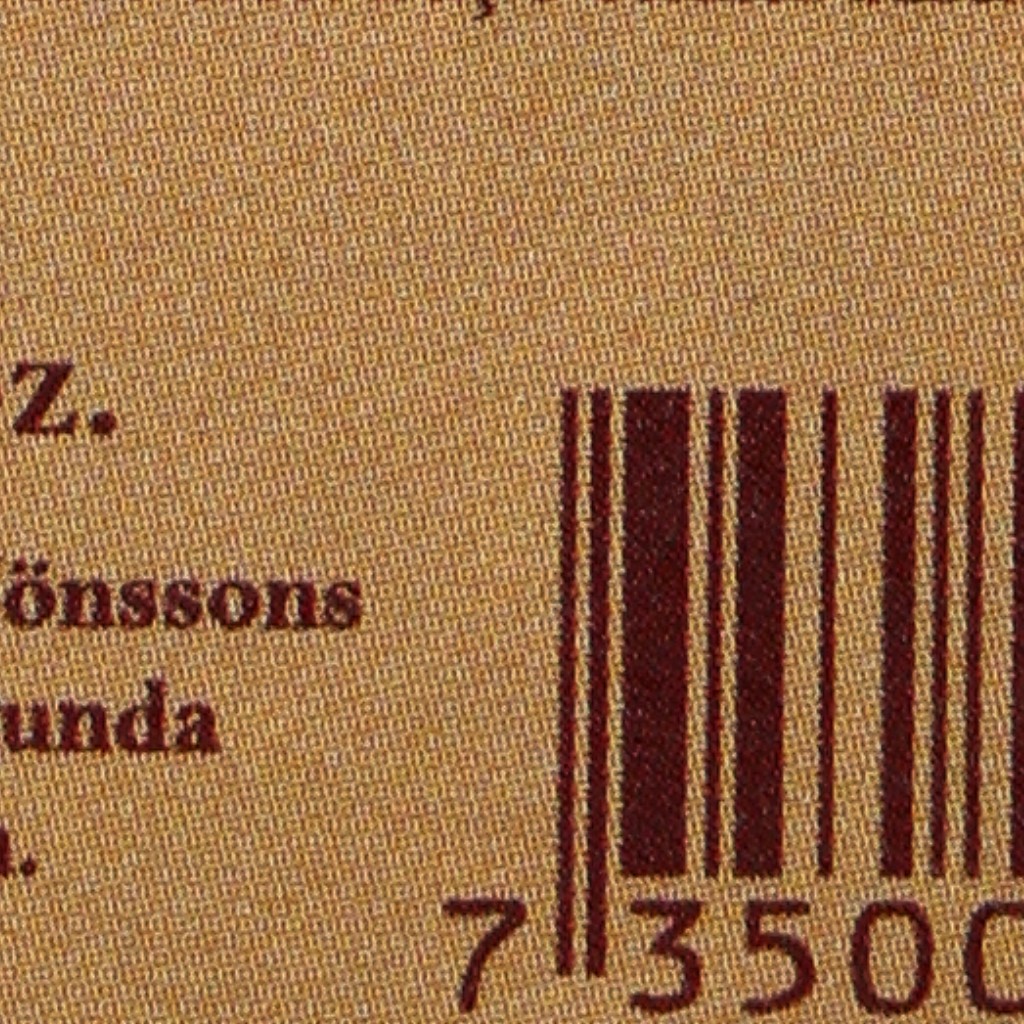 z.
önssons
unda
7 3500